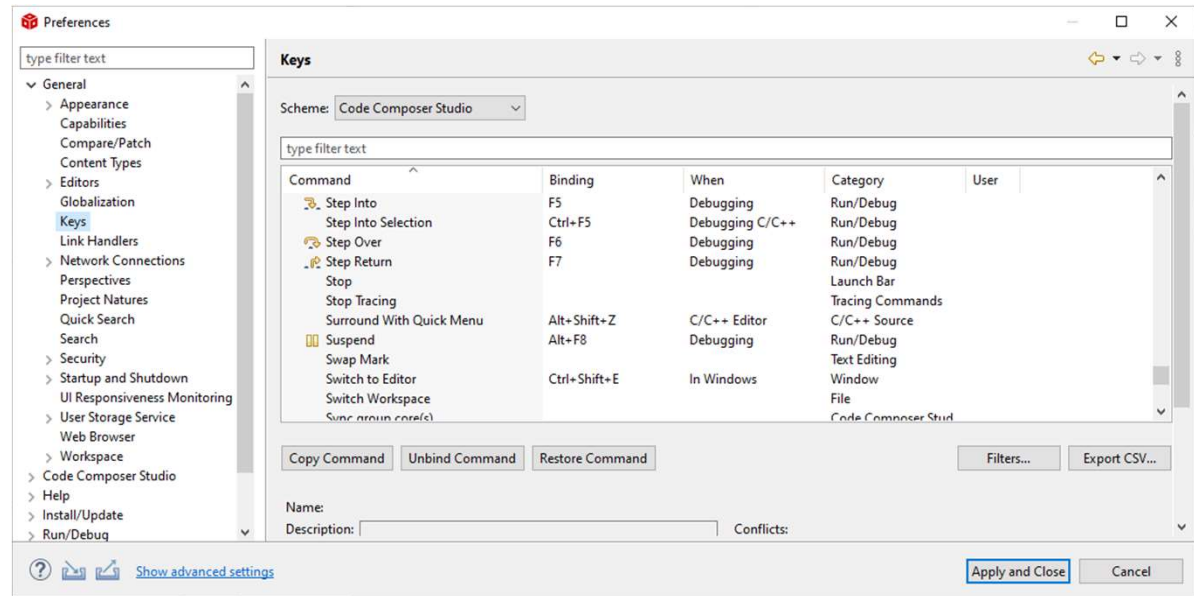 Preferences
type filter text
General
Appearance
Capabilities
Compare/Patch
Content Types
Editors
Globalization
Keys
Link Handlers
Network Connections
Perspectives
Project Natures
Quick Search
Search
Security
Startup and Shutdown
UI Responsiveness Monitoring
User Storage Service
Web Browser
Workspace
Code Composer Studio
Help
Install/Update
Run/Debug
Keys
Scheme: Code Composer Studio
type filter text
Command Binding When Category User
Step Into F5 Debugging Run/Debug
Step Into Selection Ctrl+F5 Debugging C/C++ Run/Debug
Step Over F6 Debugging Run/Debug
Step Return F7 Debugging Run/Debug
Stop Launch Bar
Stop Tracing Tracing Commands
Surround With Quick Menu Alt+Shift+Z C/C++ Editor C/C++ Source
Suspend Alt+F8 Debugging Run/Debug
Swap Mark Text Editing
Switch to Editor Ctrl+Shift+E In Windows Window
Switch Workspace File
Sync group core(s) Code Composer Stud
Copy Command Unbind Command Restore Command Filters... Export CSV...
Name:
Description: Conflicts:
Show advanced settings
Apply and Close Cancel